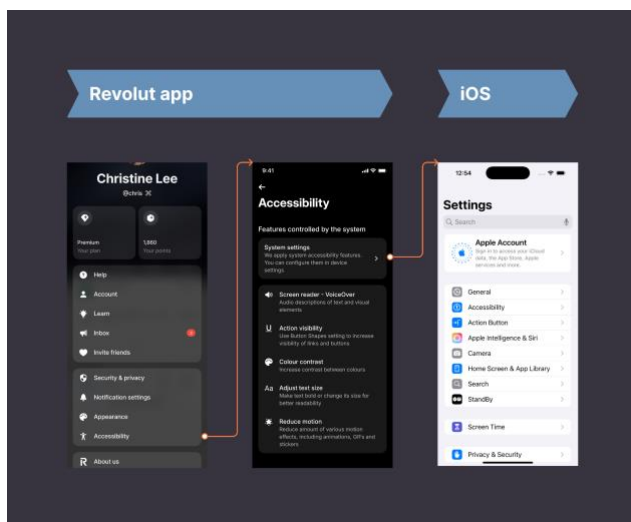 Revolut app
iOS
Christine Lee
@chris
Premium
Your plan
1,860
Your points
Help
Account
Learn
Inbox
Invite friends
Security & privacy
Notification settings
Appearance
Accessibility
About us
9:41
Accessibility
Features controlled by the system
System settings
We apply system accessibility features.
You can configure them in device
settings
Screen reader - VoiceOver
Audio descriptions of text and visual
elements
Action visibility
Use Button Shapes setting to increase
visibility of links and buttons
Colour contrast
Increase contrast between colours
Aa Adjust text size
Make text bold or change its size for
better readability
Reduce motion
Reduce amount of various motion
effects, including animations, GIFs and
stickers
12:54
Settings
Search
Apple Account
Sign in to access your iCloud
data, the App Store, Apple
services and more.
General
Accessibility
Action Button
Apple Intelligence & Siri
Camera
Home Screen & App Library
Search
StandBy
Screen Time
Privacy & Security